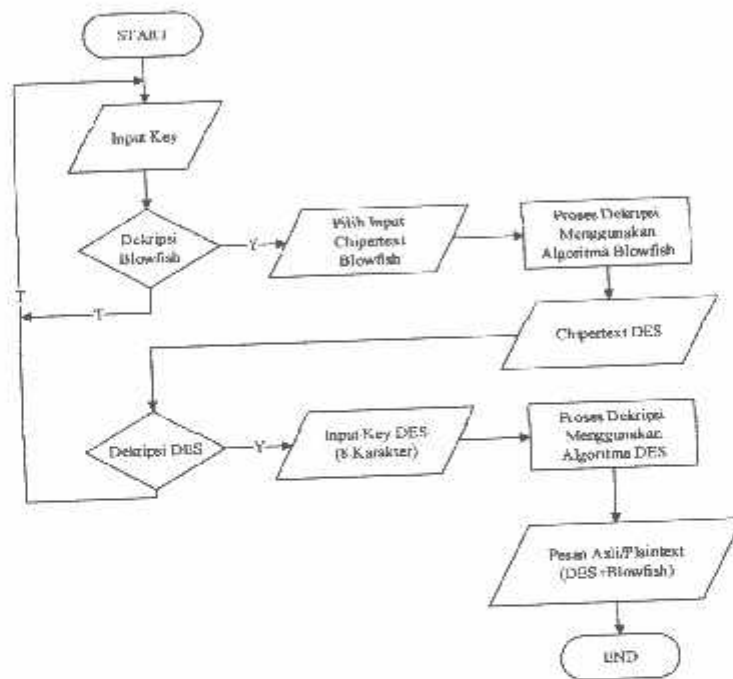 START
Input Key
Dekripsi
Blowfish
Y
Pilih Input
Chipertext
Blowfish
Proses Dekripsi
Menggunakan
Algoritma Blowfish
T
T
Chipertext DES
Dekripsi DES
Y
Input Key DES
(8 Karakter)
Proses Dekripsi
Menggunakan
Algoritma DES
Pesan Asli/Plaintext
(DES+Blowfish)
END